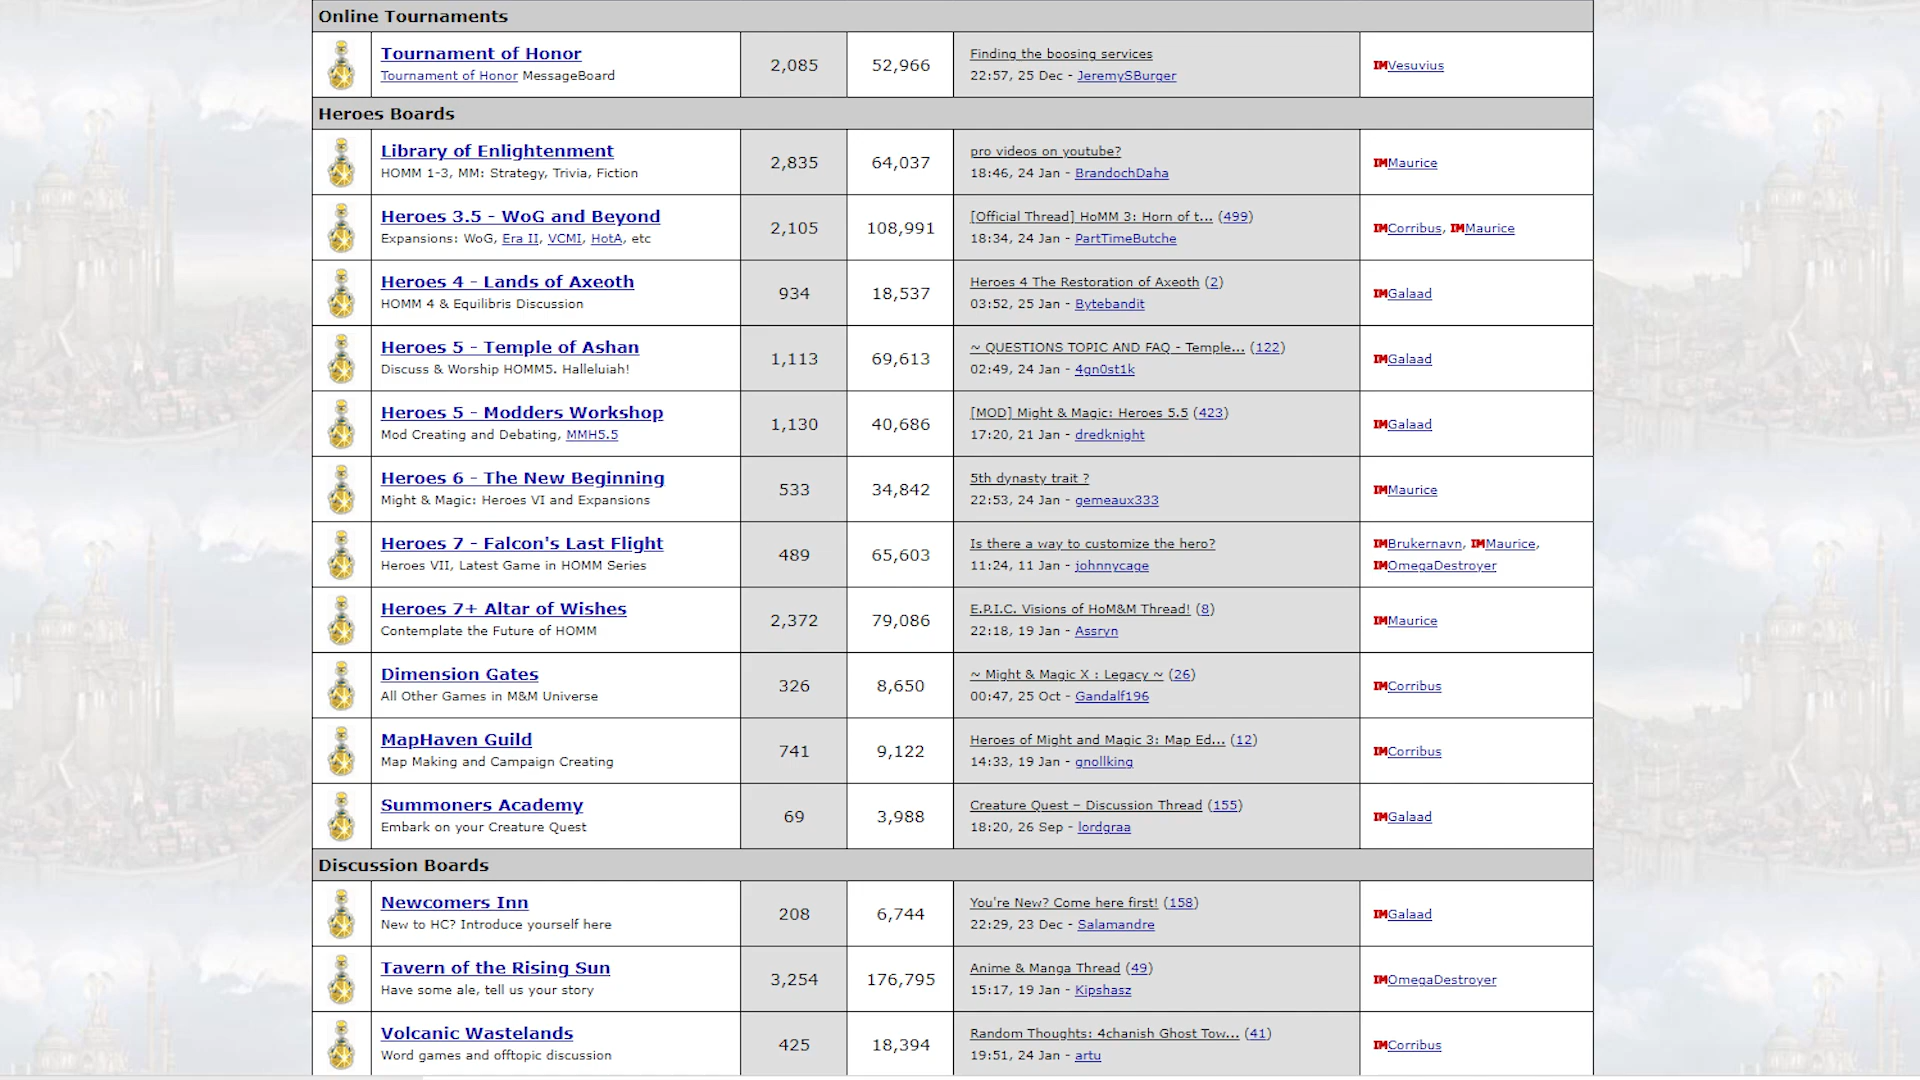 Online Tournaments
Tournament of Honor
Tournament of Honor MessageBoard
2,085
52,966
Finding the boosing services
22:57, 25 Dec - JeremySBurger
IMVesuvius
Heroes Boards
Library of Enlightenment
HOMM 1-3, MM: Strategy, Trivia, Fiction
2,835
64,037
pro videos on youtube?
18:46, 24 Jan - BrandochDaha
IMMaurice
Heroes 3.5 - WoG and Beyond
Expansions: WoG, Era II, VCMI, HotA, etc
2,105
108,991
[Official Thread] HoMM 3: Horn of t... (499)
18:34, 24 Jan - PartTimeButche
IMCorribus, IMMaurice
Heroes 4 - Lands of Axeoth
HOMM 4 & Equilibris Discussion
934
18,537
Heroes 4 The Restoration of Axeoth (2)
03:52, 25 Jan - Bytebandit
IMGalaad
Heroes 5 - Temple of Ashan
Discuss & Worship HOMM5. Halleluiah!
1,113
69,613
~ QUESTIONS TOPIC AND FAQ - Temple... (122)
02:49, 24 Jan - 4gn0st1k
IMGalaad
Heroes 5 - Modders Workshop
Mod Creating and Debating, MMH5.5
1,130
40,686
[MOD] Might & Magic: Heroes 5.5 (423)
17:20, 21 Jan - dredknight
IMGalaad
Heroes 6 - The New Beginning
Might & Magic: Heroes VI and Expansions
533
34,842
5th dynasty trait ?
22:53, 24 Jan - gemeaux333
IMMaurice
Heroes 7 - Falcon's Last Flight
Heroes VII, Latest Game in HOMM Series
489
65,603
Is there a way to customize the hero?
11:24, 11 Jan - johnnycage
IMBrukernavn, IMMaurice,
IMOmegaDestroyer
Heroes 7+ Altar of Wishes
Contemplate the Future of HOMM
2,372
79,086
E.P.I.C. Visions of HoM&M Thread! (8)
22:18, 19 Jan - Assryn
IMMaurice
Dimension Gates
All Other Games in M&M Universe
326
8,650
~ Might & Magic X : Legacy ~ (26)
00:47, 25 Oct - Gandalf196
IMCorribus
MapHaven Guild
Map Making and Campaign Creating
741
9,122
Heroes of Might and Magic 3: Map Ed... (12)
14:33, 19 Jan - gnollking
IMCorribus
Summoners Academy
Embark on your Creature Quest
69
3,988
Creature Quest – Discussion Thread (155)
18:20, 26 Sep - lordgraa
IMGalaad
Discussion Boards
Newcomers Inn
New to HC? Introduce yourself here
208
6,744
You're New? Come here first! (158)
22:29, 23 Dec - Salamandre
IMGalaad
Tavern of the Rising Sun
Have some ale, tell us your story
3,254
176,795
Anime & Manga Thread (49)
15:17, 19 Jan - Kipshasz
IMOmegaDestroyer
Volcanic Wastelands
Word games and offtopic discussion
425
18,394
Random Thoughts: 4chanish Ghost Tow... (41)
19:51, 24 Jan - artu
IMCorribus